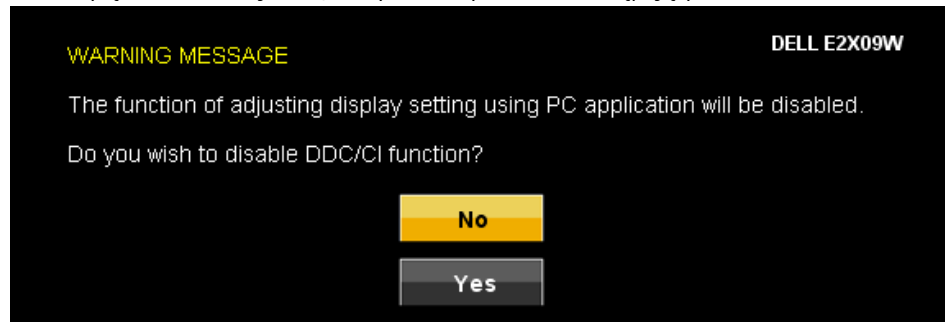 WARNING MESSAGE
DELL E2X09W
The function of adjusting display setting using PC application will be disabled.
Do you wish to disable DDC/CI function?
No
Yes